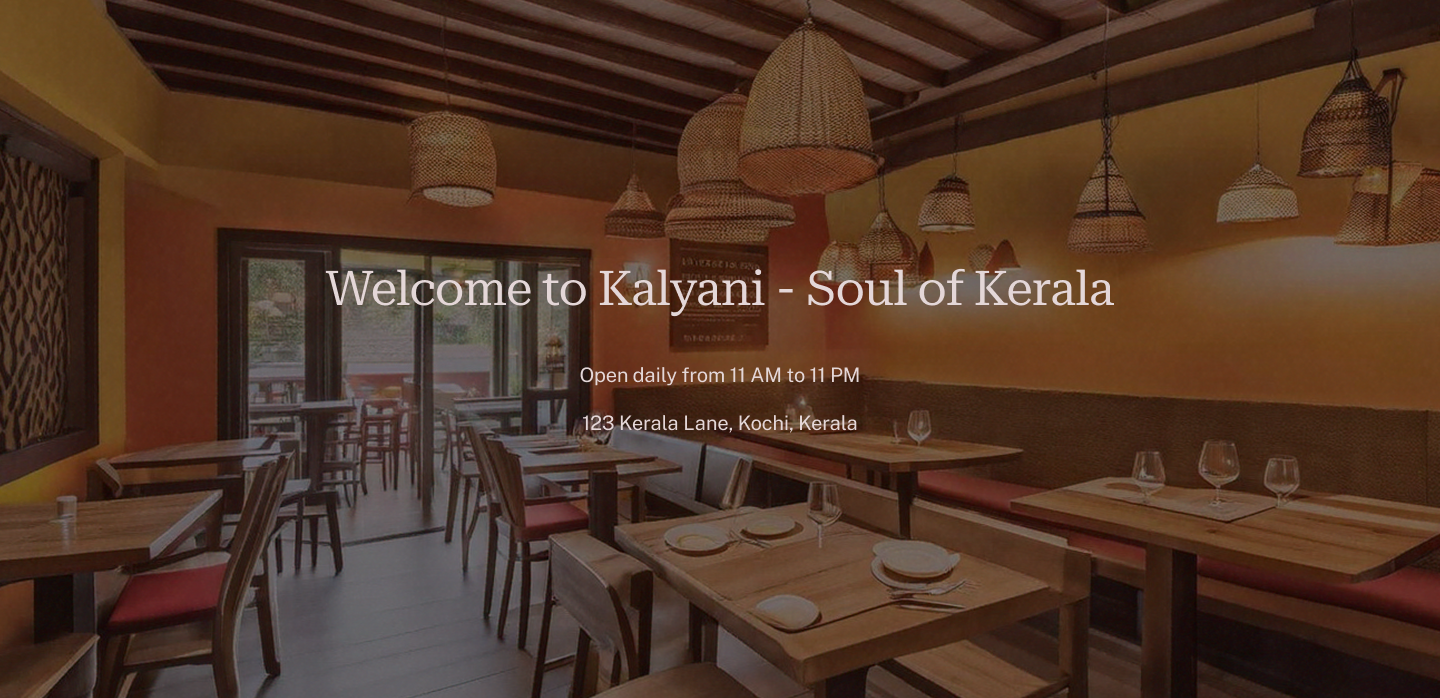 Welcome to Kalyani - Soul of Kerala
Open daily from 11 AM to 11 PM
123 Kerala Lane, Kochi, Kerala